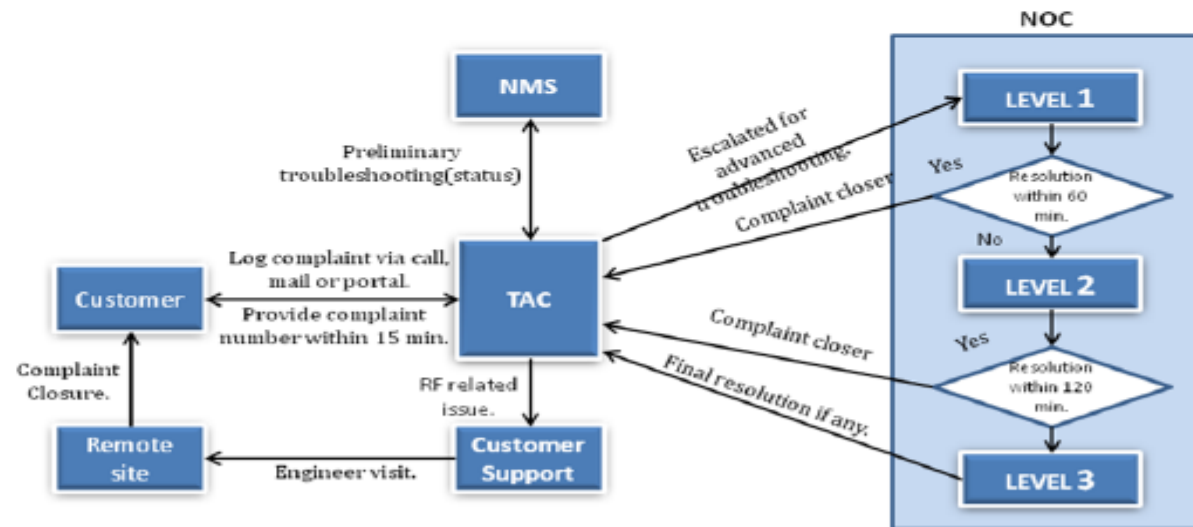 NOC
NMS
LEVEL 1
Preliminary
troubleshooting(status)
Escalated for
advanced
troubleshooting.
Yes
Complaint closer
Resolution
within 60
min.
No
Log complaint via call,
mail or portal.
Customer
TAC
LEVEL 2
Provide complaint
number within 15 min.
Complaint closer
Yes
Resolution
within 120
min.
Complaint
Closure.
RF related
issue.
Final resolution if any.
Remote
site
Engineer visit.
Customer
Support
LEVEL 3